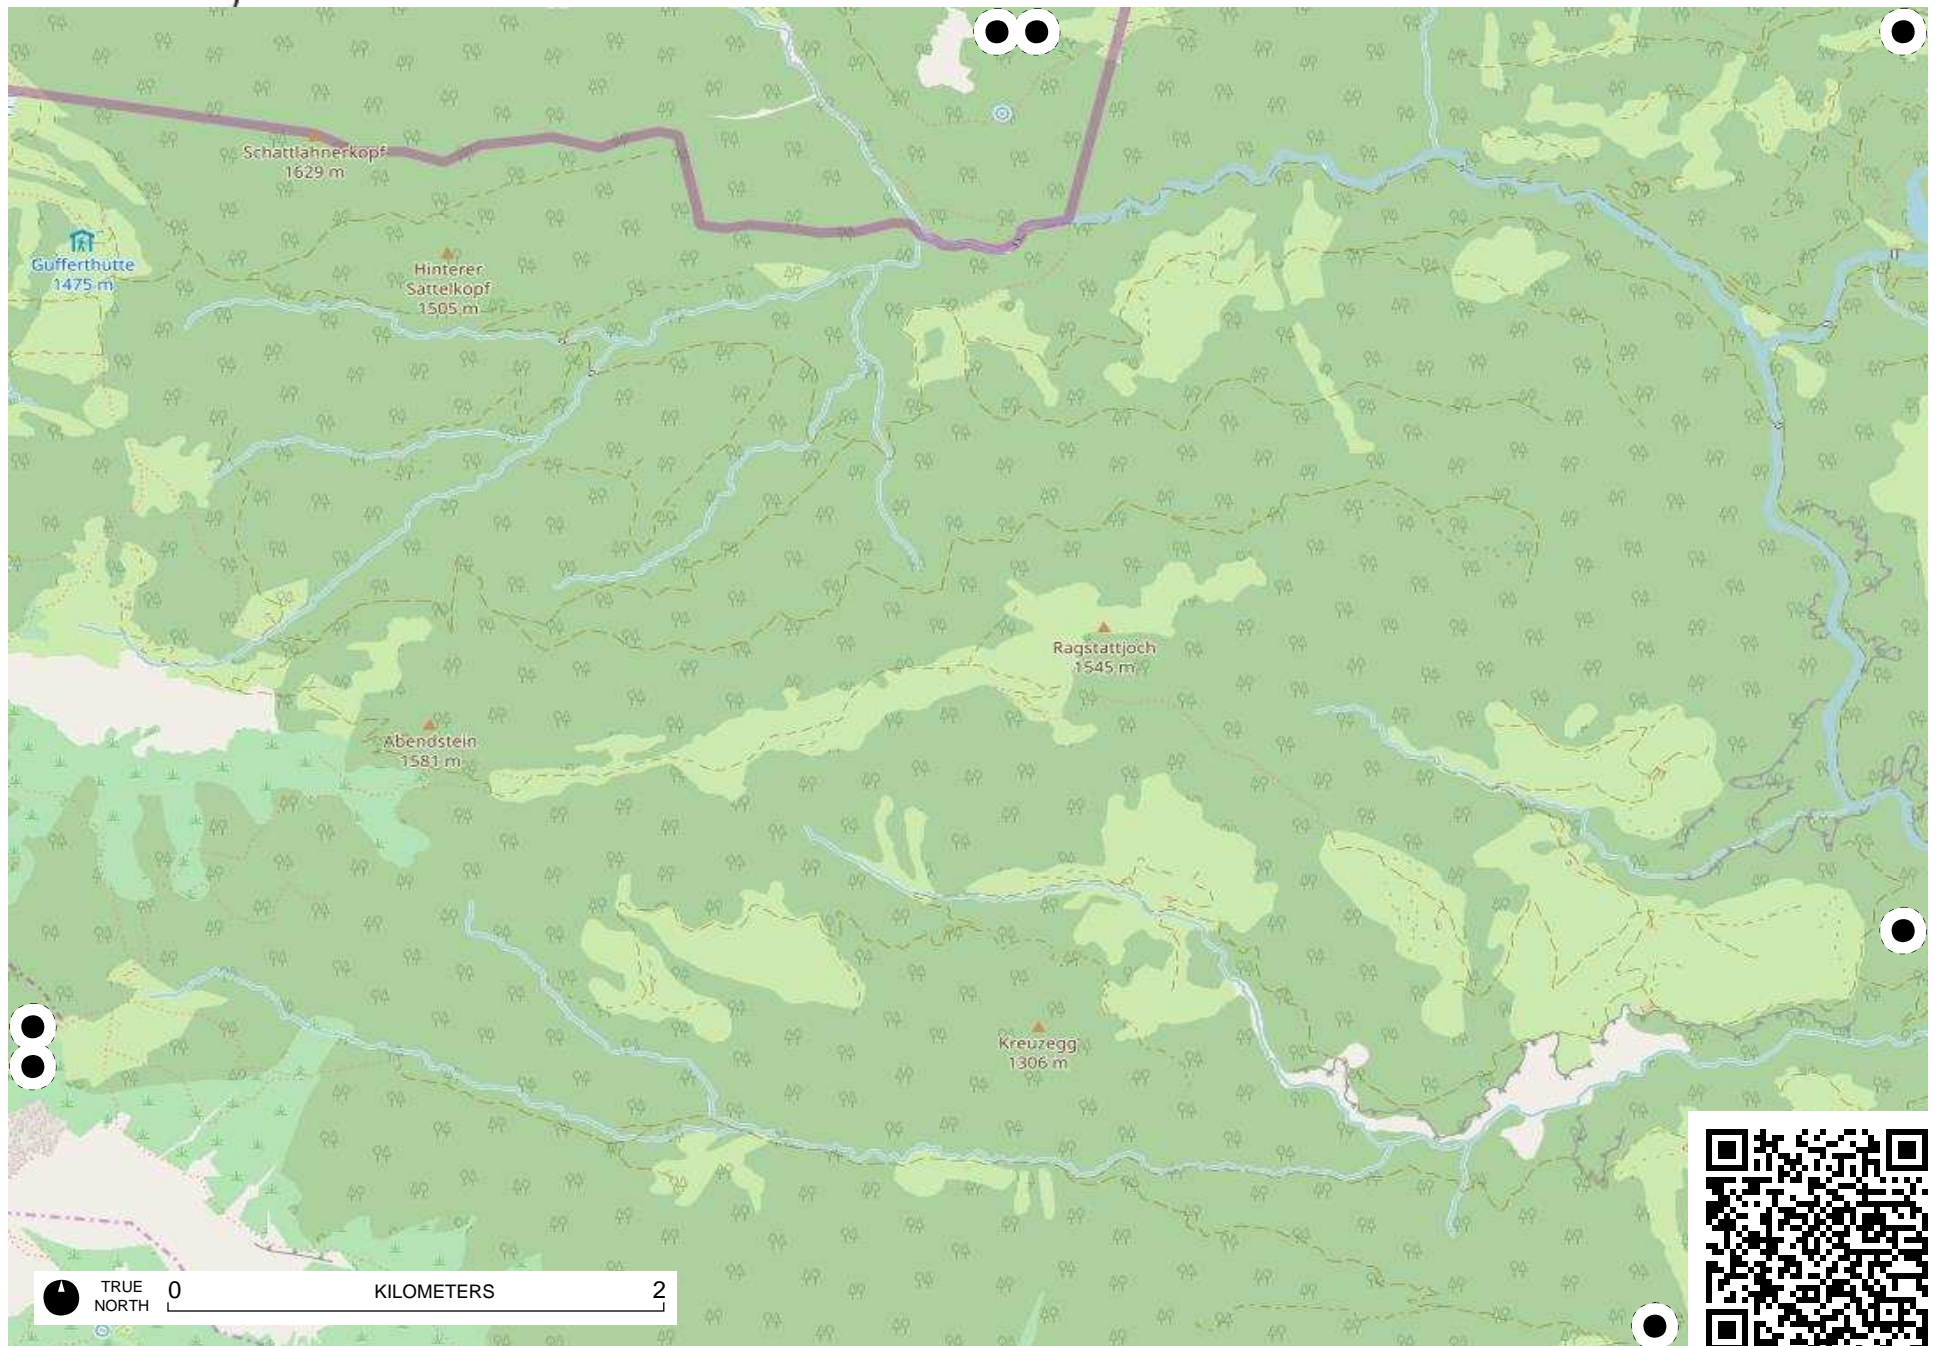 Schattlahnerkopf
1629 m
Gufferthütte
1475 m
Hinterer
Sattelkopf
1505 m
Ragstattjoch
1545 m
Abendstein
1581 m
Kreuzegg
1306 m
TRUE
NORTH
0 KILOMETERS 2